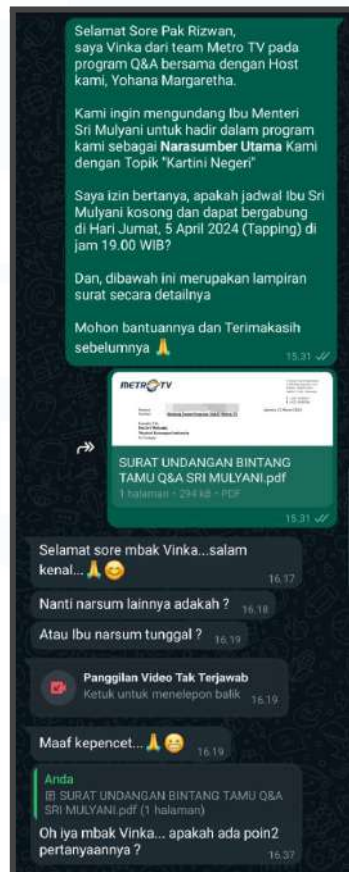 Selamat Sore Pak Rizwan,
saya Vinka dari team Metro TV pada
program Q&A bersama dengan Host
kami, Yohana Margaretha.
Kami ingin mengundang Ibu Menteri
Sri Mulyani untuk hadir dalam program
kami sebagai Narasumber Utama Kami
dengan Topik "Kartini Negeri"
Saya izin bertanya, apakah jadwal Ibu Sri
Mulyani kosong dan dapat bergabung
di Hari Jumat, 5 April 2024 (Tapping) di
jam 19.00 WIB?
Dan, dibawah ini merupakan lampiran
surat secara detailnya
Mohon bantuannya dan Terimakasih
sebelumnya 🙏
15.31
METRO TV
SURAT UNDANGAN BINTANG
TAMU Q&A SRI MULYANI.pdf
1 halaman • 294 kB • PDF
15.31
Selamat sore mbak Vinka...salam
kenal...🙏😊
16.17
Nanti narsum lainnya adakah ? 16.18
Atau Ibu narsum tunggal ? 16.19
Panggilan Video Tak Terjawab
Ketuk untuk menelepon balik 16.19
Maaf kepencet...🙏😁 16.19
Anda
SURAT UNDANGAN BINTANG TAMU Q&A
SRI MULYANI.pdf (1 halaman)
Oh iya mbak Vinka... apakah ada poin2
pertanyaannya ?
16.37